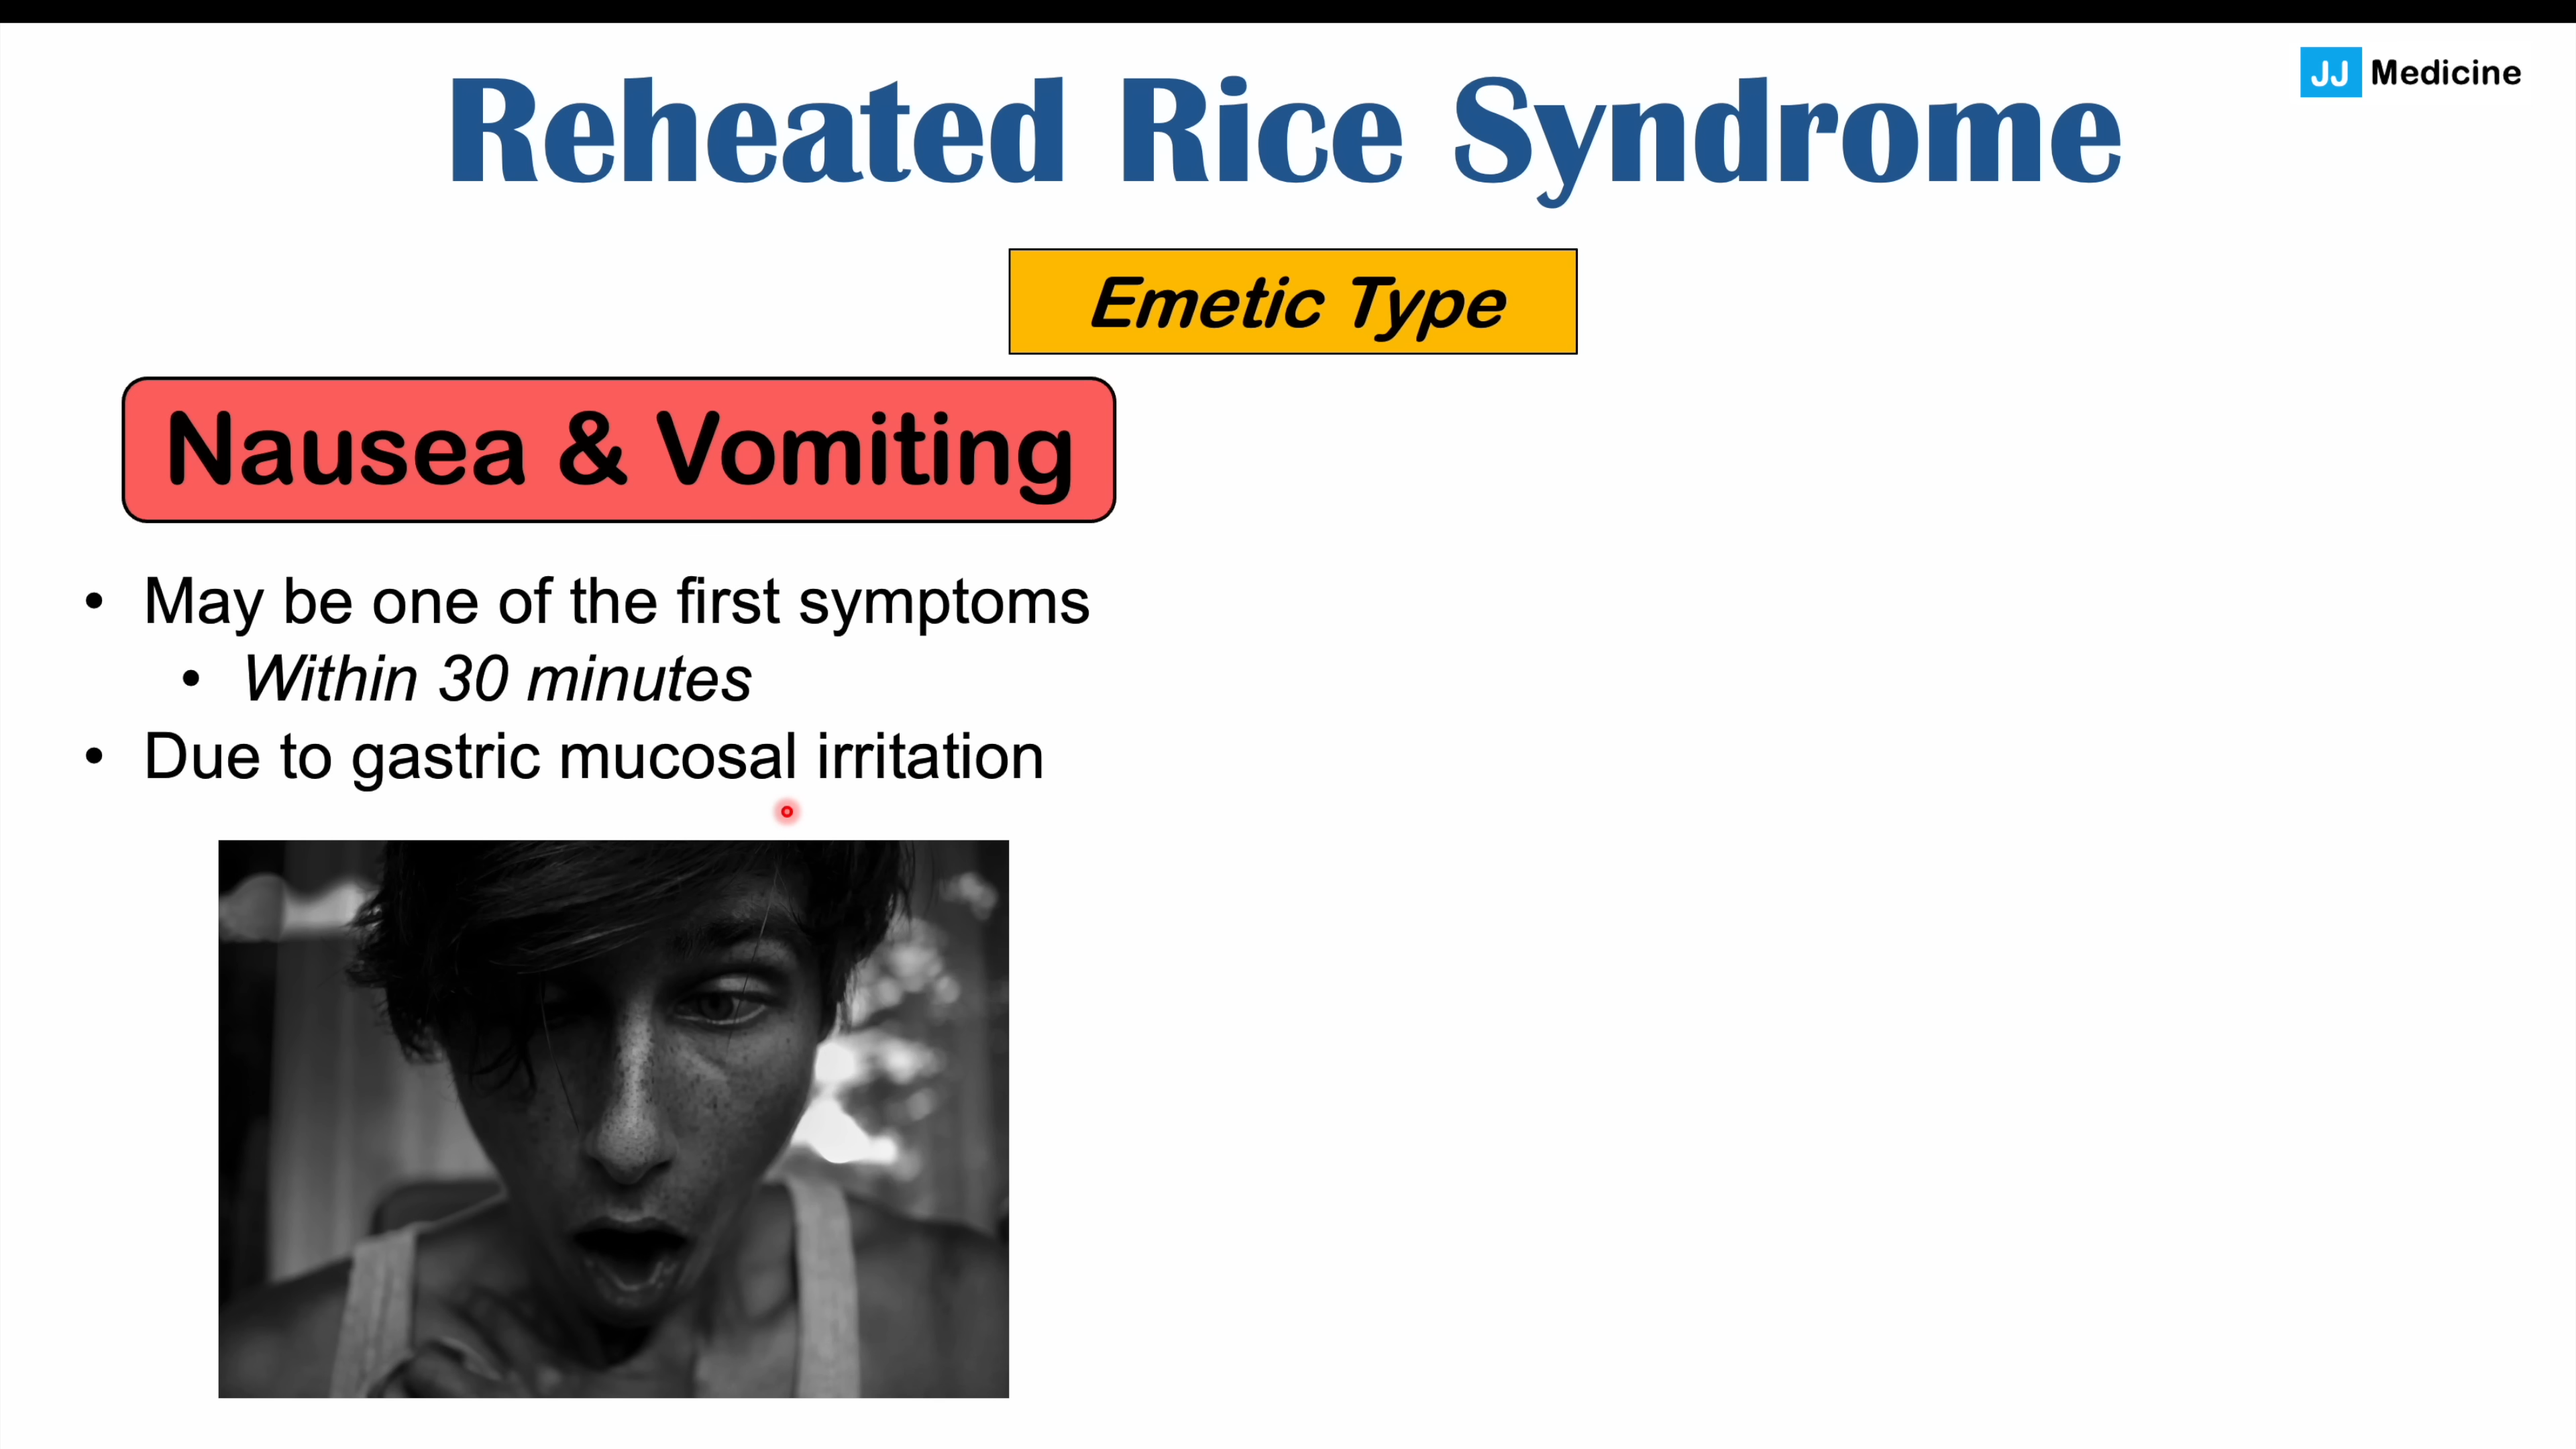 JJ Medicine
Reheated Rice Syndrome
Emetic Type
Nausea & Vomiting
• May be one of the first symptoms
• Within 30 minutes
• Due to gastric mucosal irritation